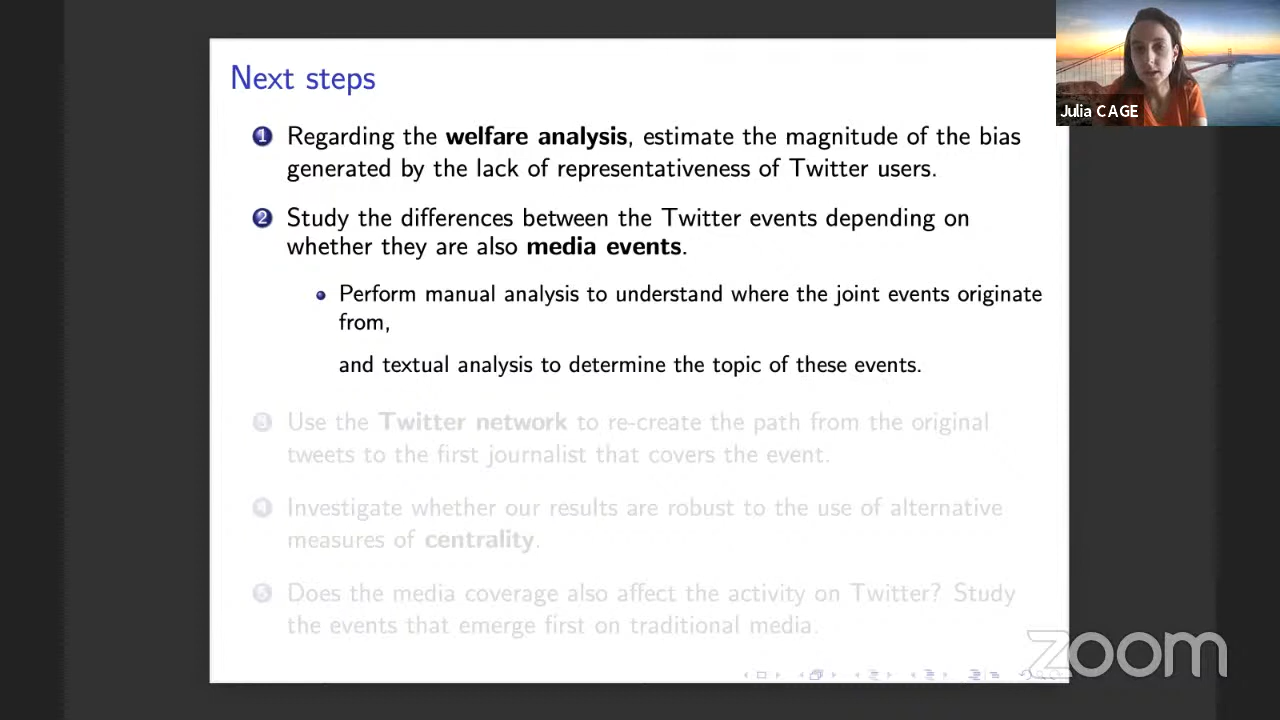 Next steps
1 Regarding the welfare analysis, estimate the magnitude of the bias
generated by the lack of representativeness of Twitter users.
2 Study the differences between the Twitter events depending on
whether they are also media events.
Perform manual analysis to understand where the joint events originate
from,
and textual analysis to determine the topic of these events.
3 Use the Twitter network to re-create the path from the original
tweets to the first journalist that covers the event.
4 Investigate whether our results are robust to the use of alternative
measures of centrality.
5 Does the media coverage also affect the activity on Twitter? Study
the events that emerge first on traditional media.
Julia CAGE
zoom